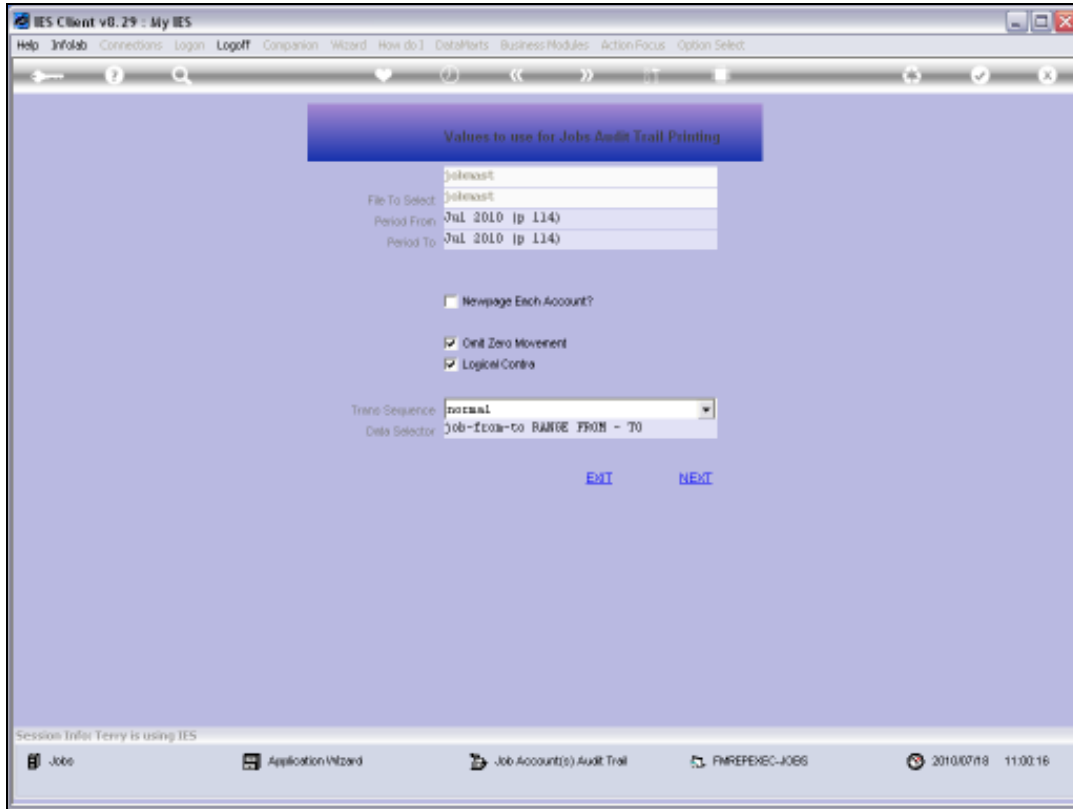 IES Client v8.29 : My IES
Help Infolab Connections Logon Logoff Companion Wizard How do I DataMarts Business Modules Action Focus Option Select
Values to use for Jobs Audit Trail Printing
jobmast
File To Select jobmast
Period From Jul 2010 (p 114)
Period To Jul 2010 (p 114)
Newpage Each Account?
Omit Zero Movement
Logical Contra
Trans Sequence normal
Data Selector job-from-to RANGE FROM - TO
EXIT NEXT
Session Info: Terry is using IES
Jobs Application Wizard Job Account(s) Audit Trail FMREPEXEC-JOBS 2010/07/18 11:00:16